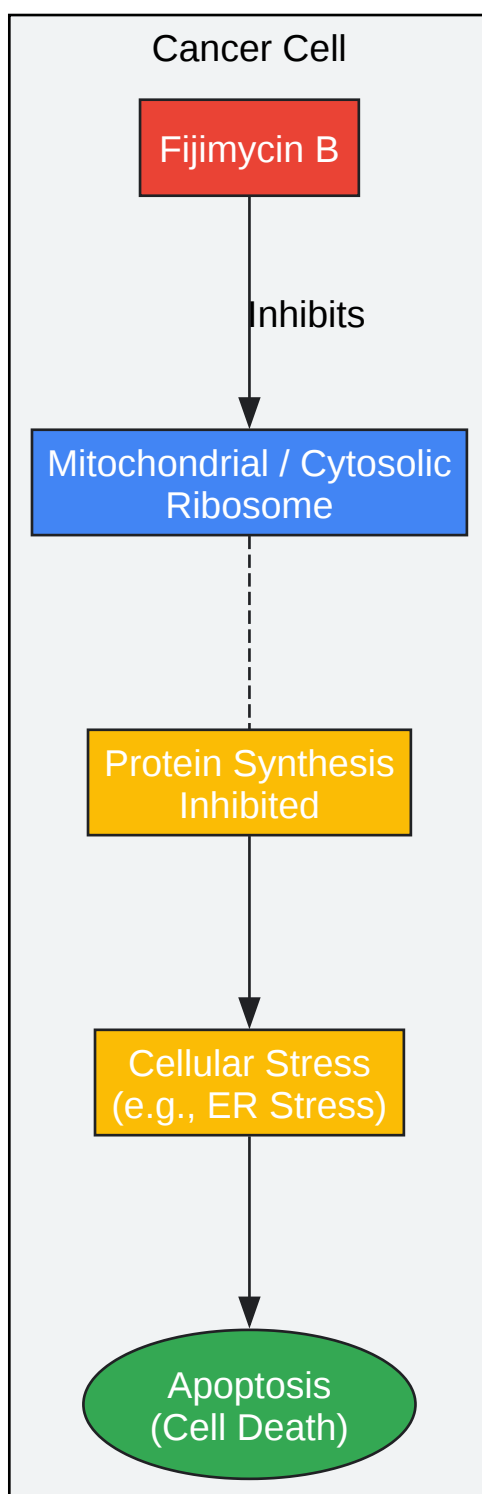 Cancer Cell
Fijimycin B
Inhibits
Mitochondrial / Cytosolic
Ribosome
Protein Synthesis
Inhibited
Cellular Stress
(e.g., ER Stress)
Apoptosis
(Cell Death)